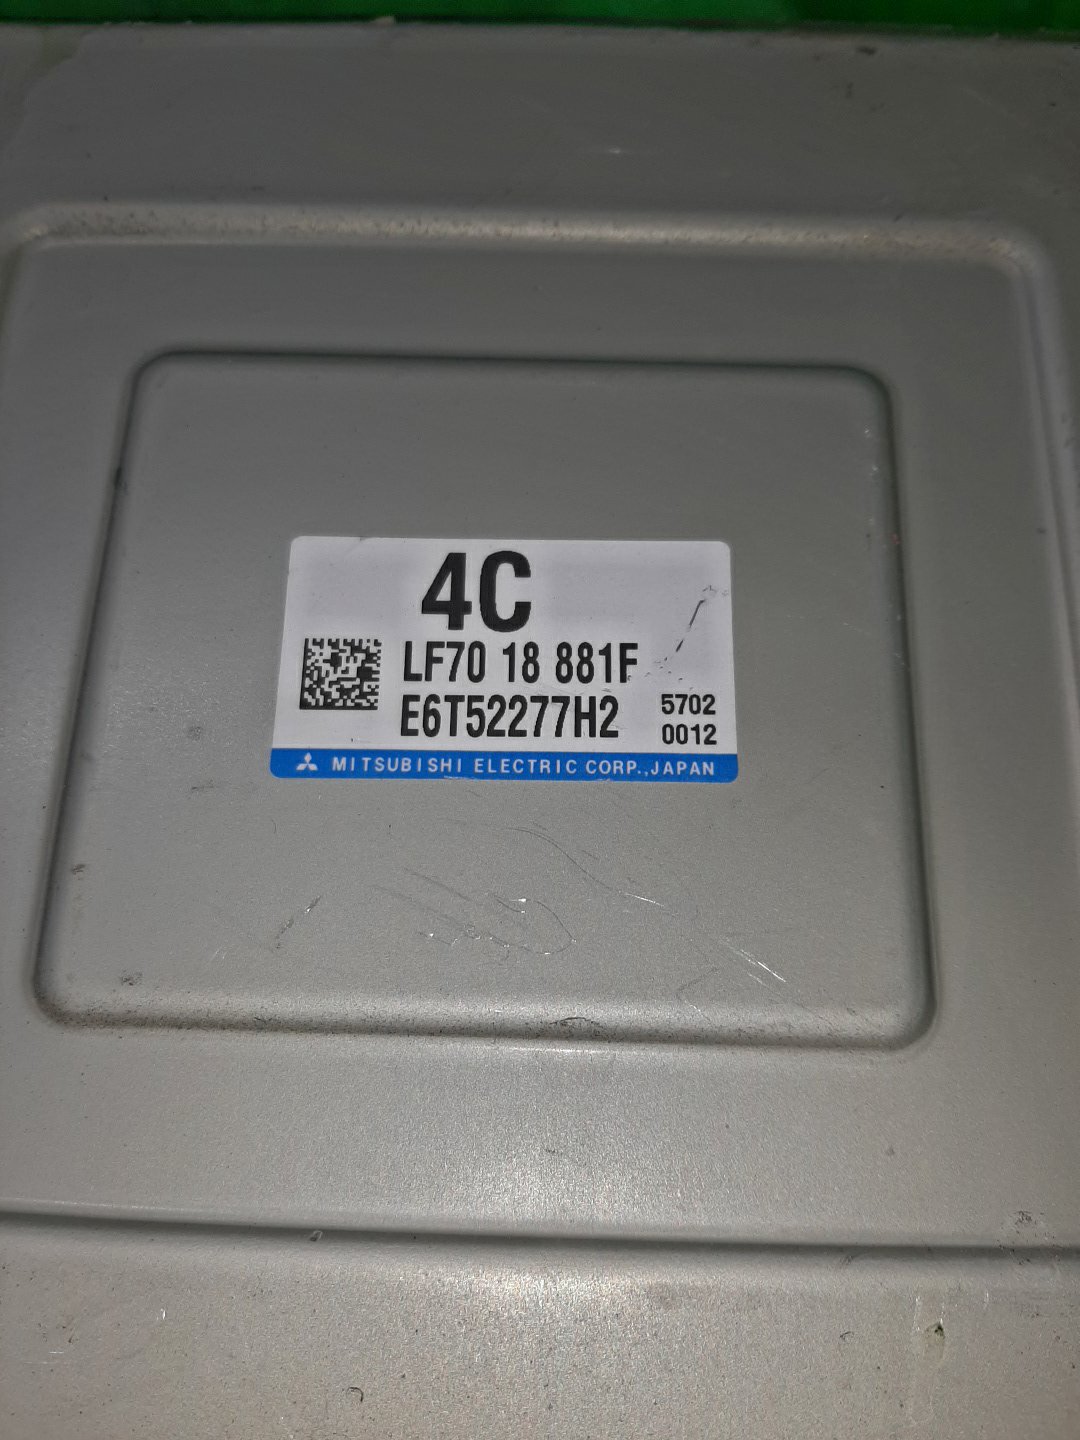 4C
LF70 18 881F
E6T52277H2
5702
0012
MITSUBISHI ELECTRIC CORP.,JAPAN